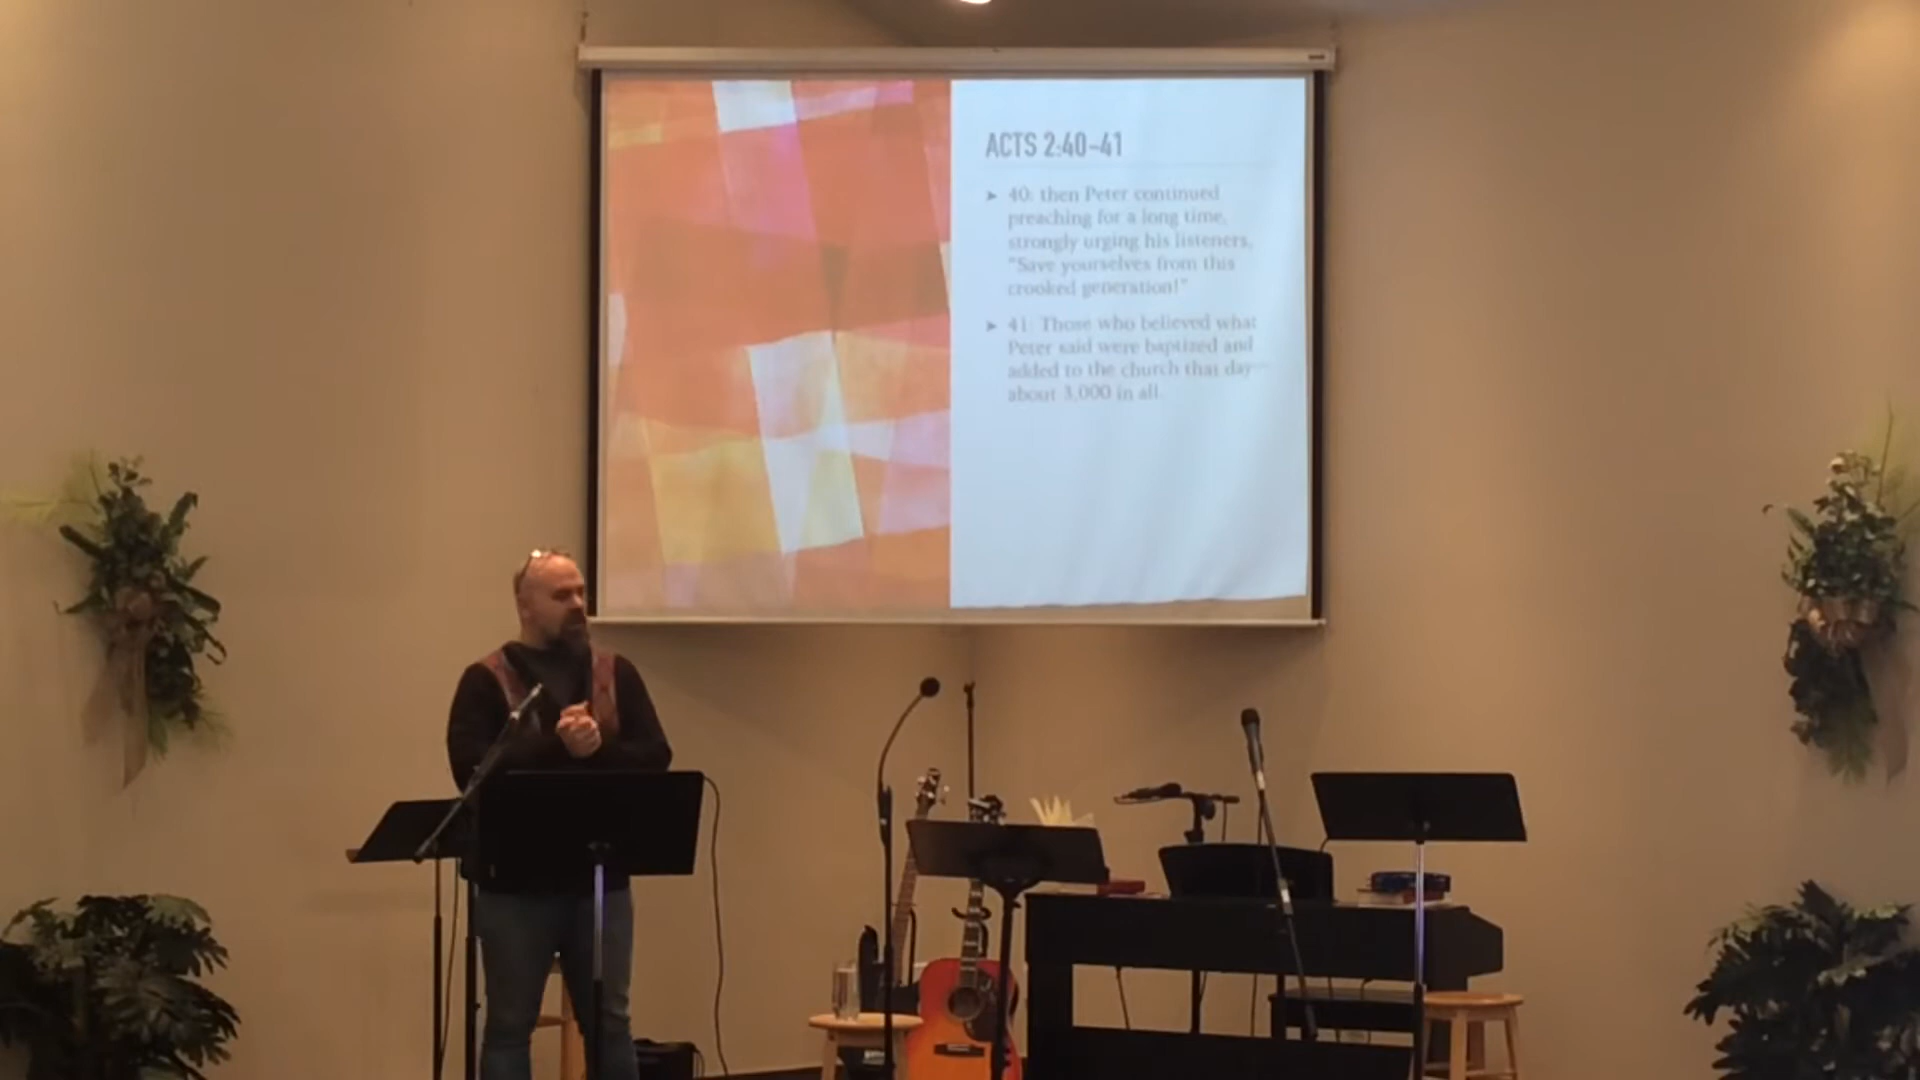 ACTS 2:40–41
➤ 40: then Peter continued
preaching for a long time,
strongly urging his listeners,
"Save yourselves from this
crooked generation!"
➤ 41: Those who believed what
Peter said were baptized and
added to the church that day—
about 3,000 in all.